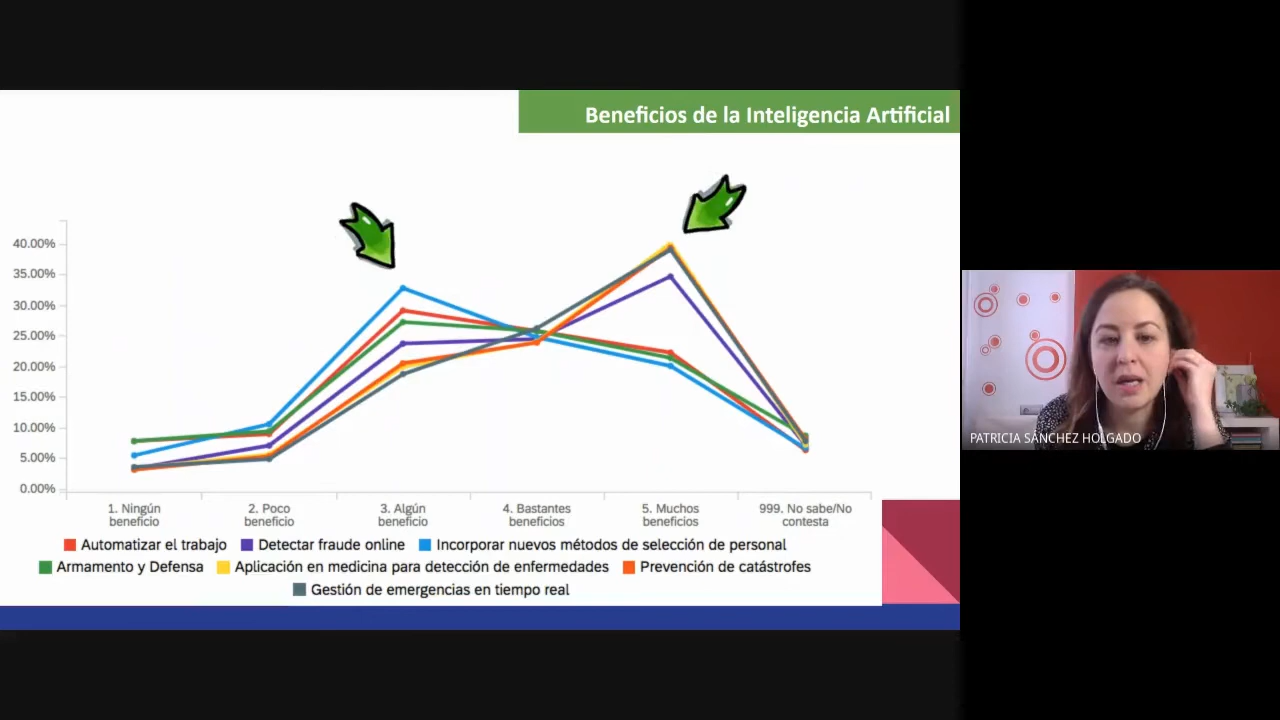 Beneficios de la Inteligencia Artificial
40.00%
35.00%
30.00%
25.00%
20.00%
15.00%
10.00%
5.00%
0.00%
1. Ningún
beneficio
2. Poco
beneficio
3. Algún
beneficio
4. Bastantes
beneficios
5. Muchos
beneficios
999. No sabe/No
contesta
Automatizar el trabajo
Detectar fraude online
Incorporar nuevos métodos de selección de personal
Armamento y Defensa
Aplicación en medicina para detección de enfermedades
Prevención de catástrofes
Gestión de emergencias en tiempo real
PATRICIA SÁNCHEZ HOLGADO